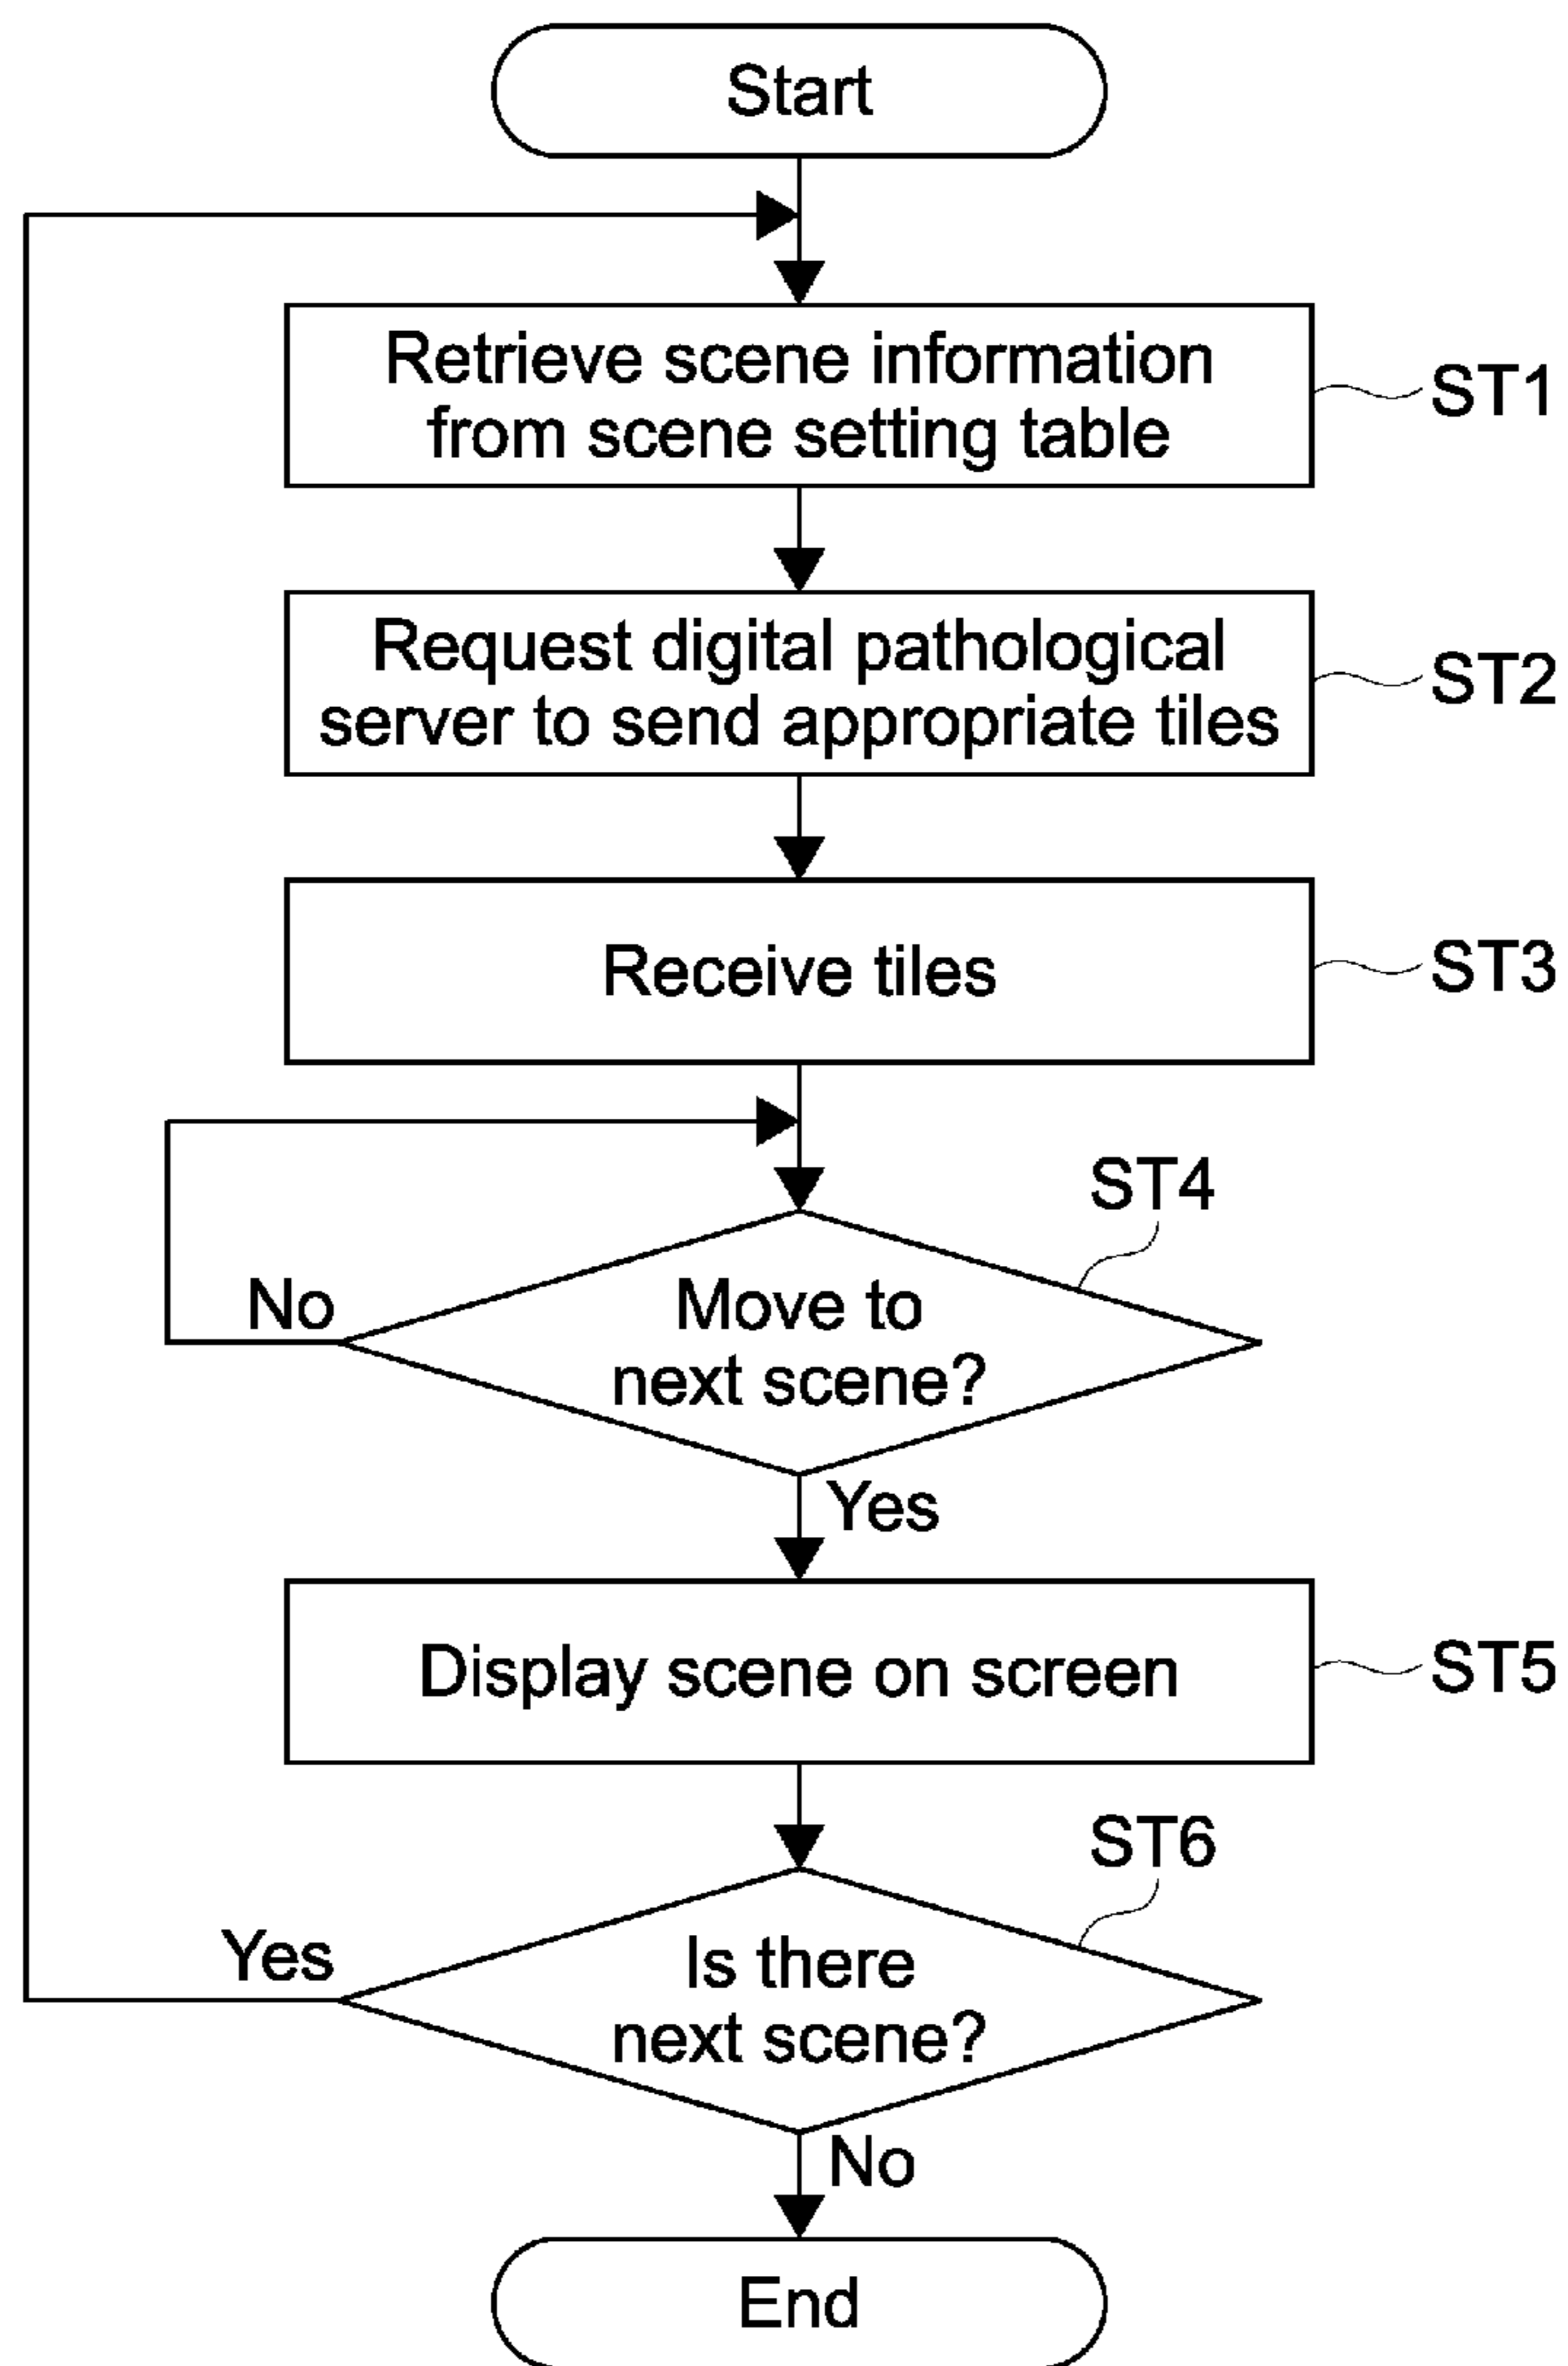 Start
Retrieve scene information
from scene setting table
ST1
Request digital pathological
server to send appropriate tiles
ST2
Receive tiles
ST3
ST4
No
Move to
next scene?
Yes
Display scene on screen
ST5
ST6
Yes
Is there
next scene?
No
End